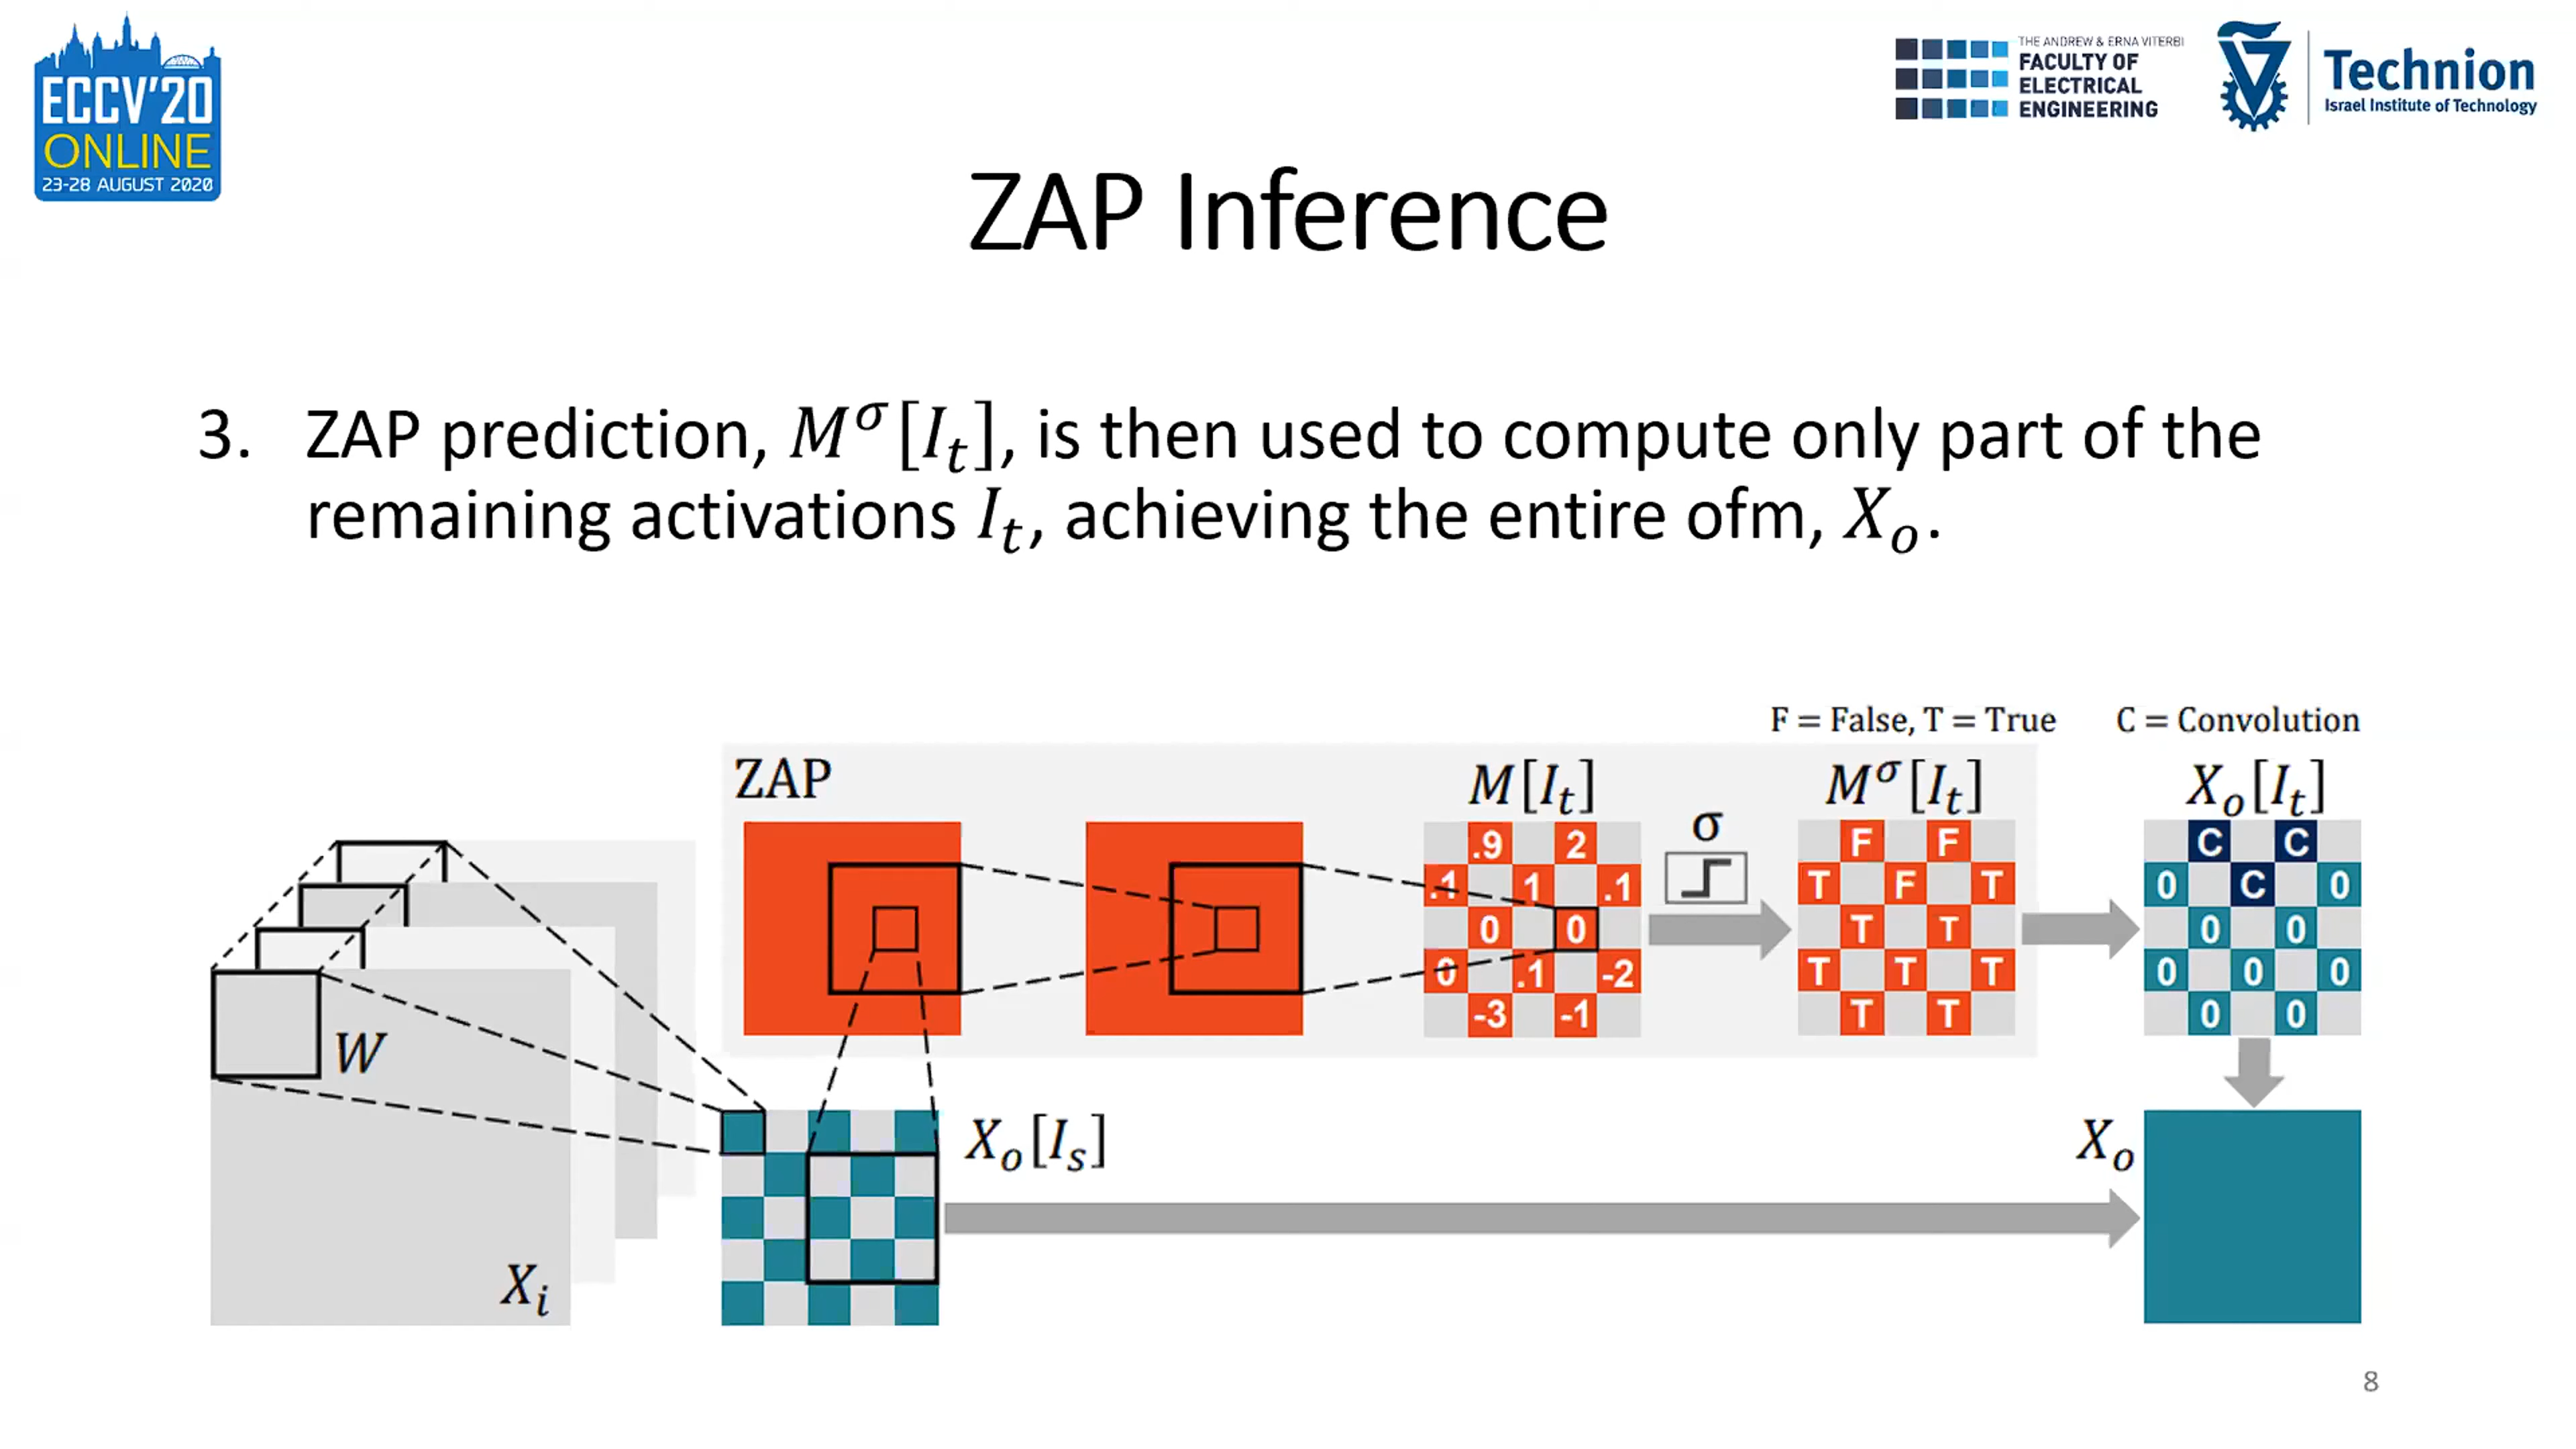 ECCV'20
ONLINE
23-28 AUGUST 2020
THE ANDREW & ERNA VITERBI
FACULTY OF
ELECTRICAL
ENGINEERING
Technion
Israel Institute of Technology
ZAP Inference
3. ZAP prediction, M^σ[I_t], is then used to compute only part of the
remaining activations I_t, achieving the entire ofm, X_o.
F = False, T = True
C = Convolution
ZAP
M[I_t]
σ
M^σ[I_t]
X_o[I_t]
.9 2
.1 1 .1
0 0
0 .1 -2
-3 -1
F F
T F T
T T
T T T
T T
C C
0 C 0
0 0
0 0 0
0 0
W
X_i
X_o[I_s]
X_o
8